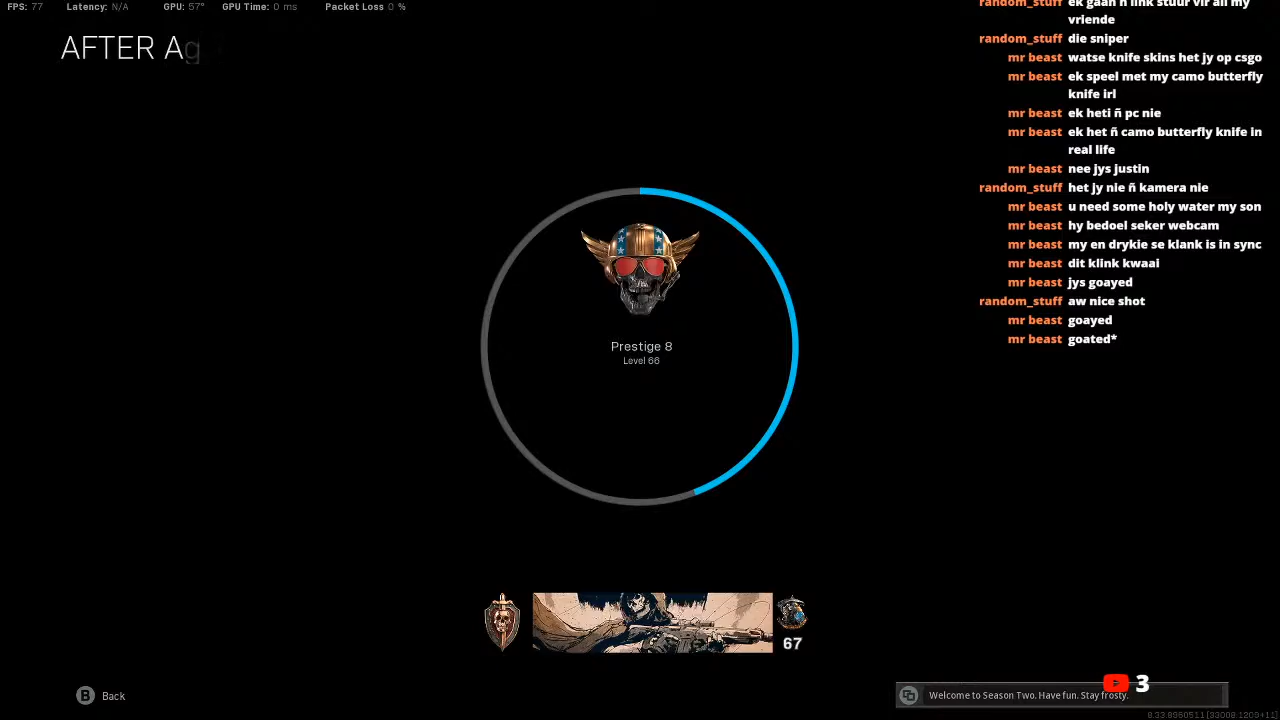 FPS: 77 Latency: N/A GPU: 57° GPU Time: 0 ms Packet Loss 0 %
AFTER Ag
random_stuff ek gaan ñ link stuur vir all my
vriende
random_stuff die sniper
mr beast watse knife skins het jy op csgo
mr beast ek speel met my camo butterfly
knife irl
mr beast ek heti ñ pc nie
mr beast ek het ñ camo butterfly knife in
real life
mr beast nee jys justin
random_stuff het jy nie ñ kamera nie
mr beast u need some holy water my son
mr beast hy bedoel seker webcam
mr beast my en drykie se klank is in sync
mr beast dit klink kwaai
mr beast jys goayed
random_stuff aw nice shot
mr beast goayed
mr beast goated*
Prestige 8
Level 66
67
B Back
3
Welcome to Season Two. Have fun. Stay frosty.